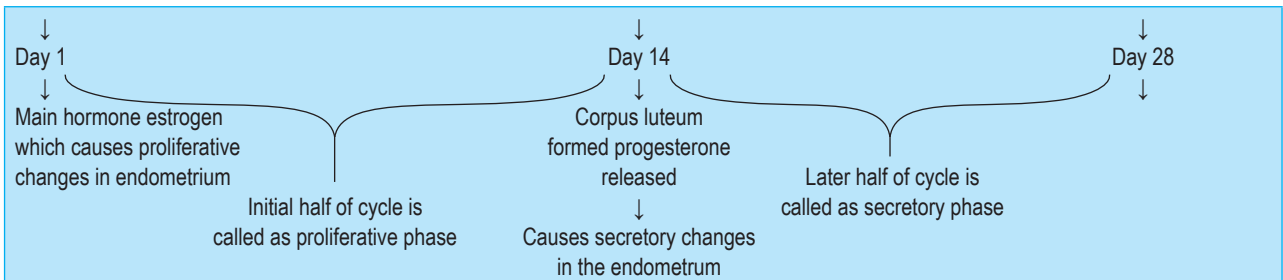 ↓ ↓ ↓
Day 1 Day 14 Day 28
↓ ↓ ↓
Main hormone estrogen
which causes proliferative
changes in endometrium
Initial half of cycle is
called as proliferative phase
Corpus luteum
formed progesterone
released
↓
Causes secretory changes
in the endometrum
Later half of cycle is
called as secretory phase